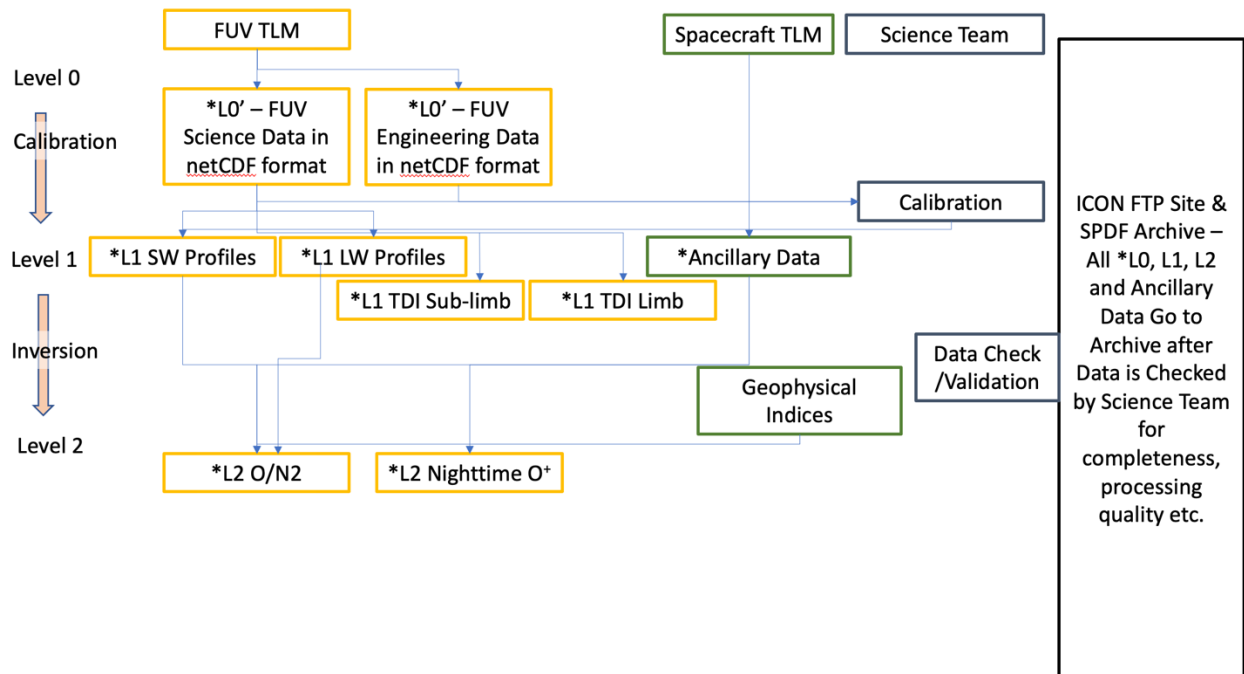 FUV TLM
Spacecraft TLM
Science Team
Level 0
*L0’ – FUV
Science Data in
netCDF format
*L0’ – FUV
Engineering Data
in netCDF format
Calibration
Calibration
Level 1
*L1 SW Profiles
*L1 LW Profiles
*Ancillary Data
*L1 TDI Sub-limb
*L1 TDI Limb
Inversion
Data Check
/Validation
Geophysical
Indices
Level 2
*L2 O/N2
*L2 Nighttime O⁺
ICON FTP Site &
SPDF Archive –
All *L0, L1, L2
and Ancillary
Data Go to
Archive after
Data is Checked
by Science Team
for
completeness,
processing
quality etc.